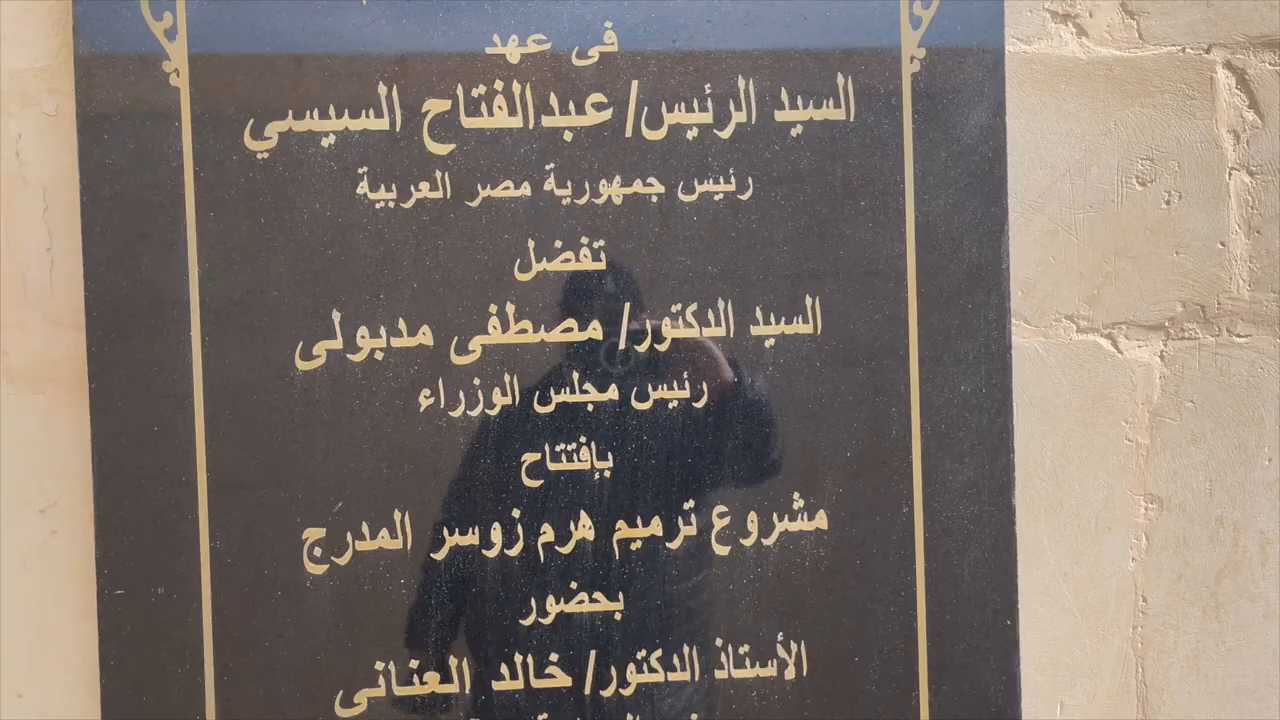 فى عهد
السيد الرئيس/ عبدالفتاح السيسي
رئيس جمهورية مصر العربية
تفضل
السيد الدكتور/ مصطفى مدبولى
رئيس مجلس الوزراء
بإفتتاح
مشروع ترميم هرم زوسر المدرج
بحضور
الأستاذ الدكتور/ خالد العنانى